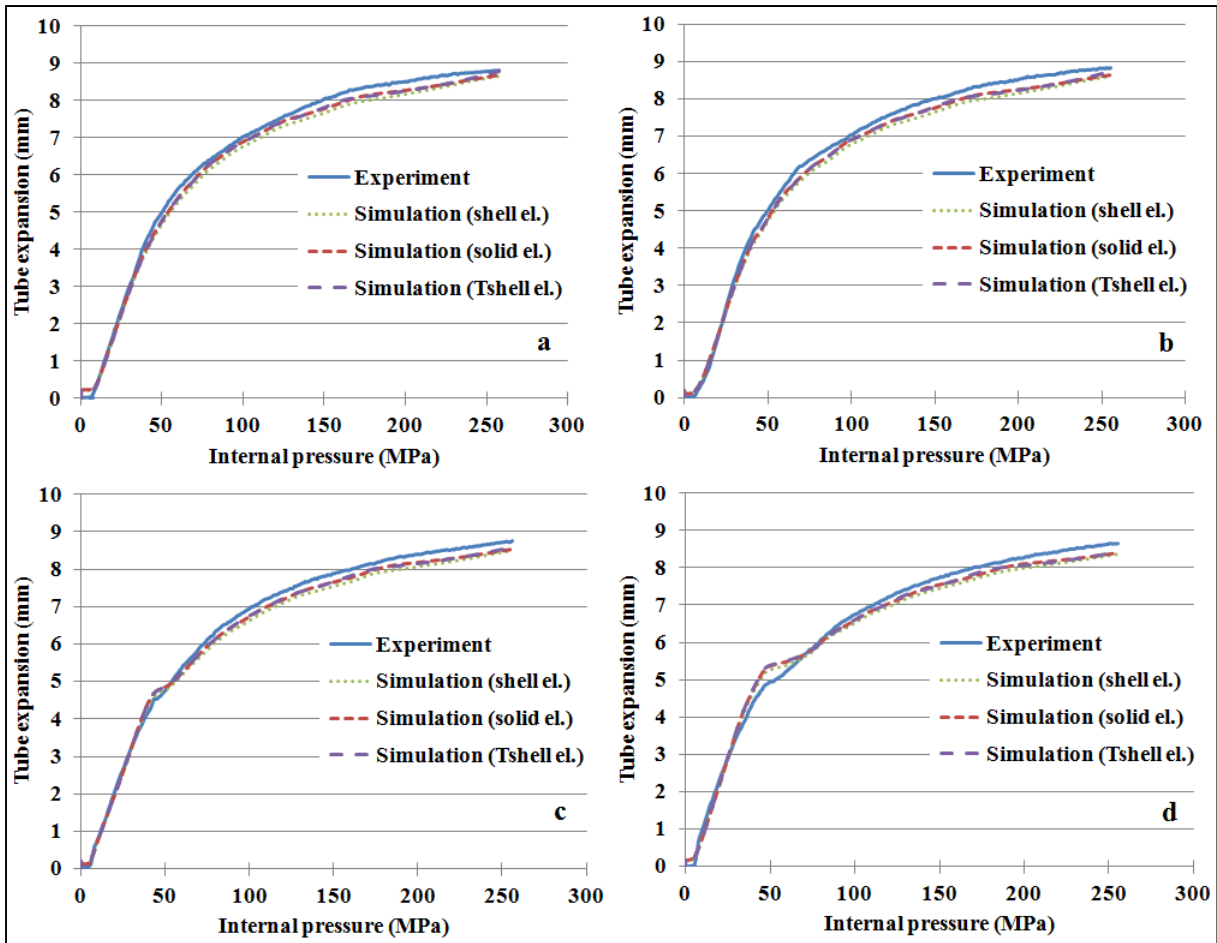 10
9
8
7
6
5
4
3
2
1
0
Tube expansion (mm)
Experiment
Simulation (shell el.)
Simulation (solid el.)
Simulation (Tshell el.)
a
0 50 100 150 200 250 300
Internal pressure (MPa)
10
9
8
7
6
5
4
3
2
1
0
Tube expansion (mm)
Experiment
Simulation (shell el.)
Simulation (solid el.)
Simulation (Tshell el.)
b
0 50 100 150 200 250 300
Internal pressure (MPa)
10
9
8
7
6
5
4
3
2
1
0
Tube expansion (mm)
Experiment
Simulation (shell el.)
Simulation (solid el.)
Simulation (Tshell el.)
c
0 50 100 150 200 250 300
Internal pressure (MPa)
10
9
8
7
6
5
4
3
2
1
0
Tube expansion (mm)
Experiment
Simulation (shell el.)
Simulation (solid el.)
Simulation (Tshell el.)
d
0 50 100 150 200 250 300
Internal pressure (MPa)